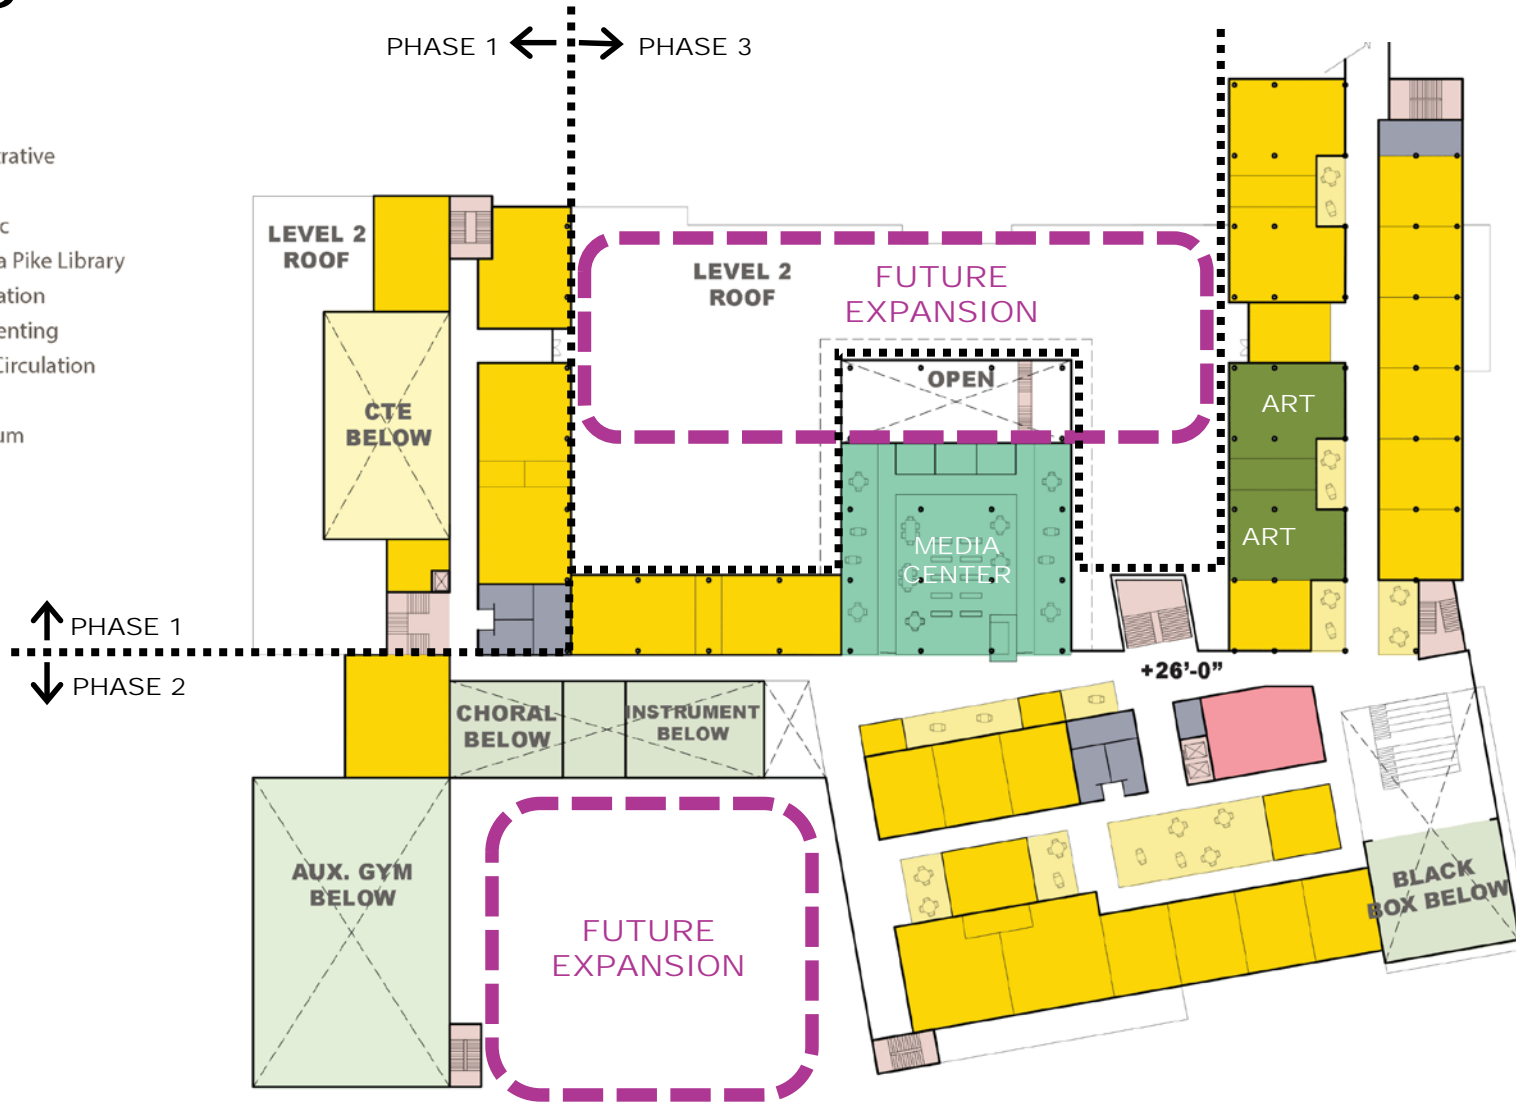 PHASE 1
PHASE 3
rative
c
a Pike Library
ation
enting
Circulation
um
LEVEL 2
ROOF
LEVEL 2
ROOF
FUTURE
EXPANSION
OPEN
CTE
BELOW
ART
ART
MEDIA
CENTER
PHASE 1
PHASE 2
+26'-0"
CHORAL
BELOW
INSTRUMENT
BELOW
AUX. GYM
BELOW
FUTURE
EXPANSION
BLACK
BOX BELOW